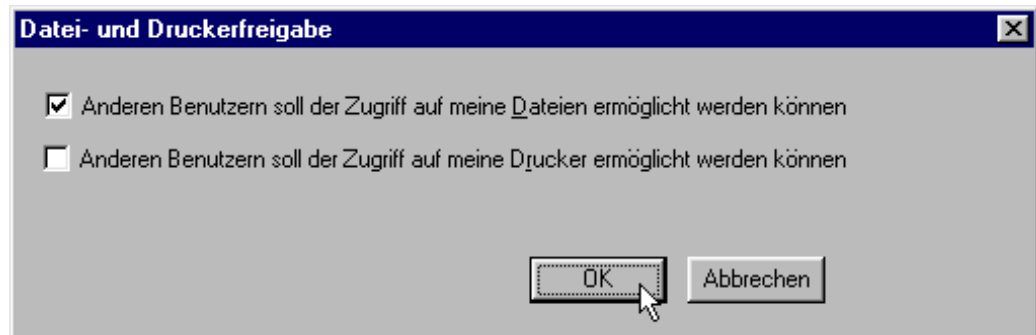 Datei- und Druckerfreigabe
Anderen Benutzern soll der Zugriff auf meine Dateien ermöglicht werden können
Anderen Benutzern soll der Zugriff auf meine Drucker ermöglicht werden können
OK Abbrechen